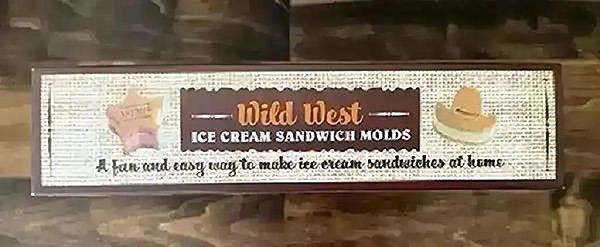 Wild West
ICE CREAM SANDWICH MOLDS
A fun and easy way to make ice cream sandwiches at home